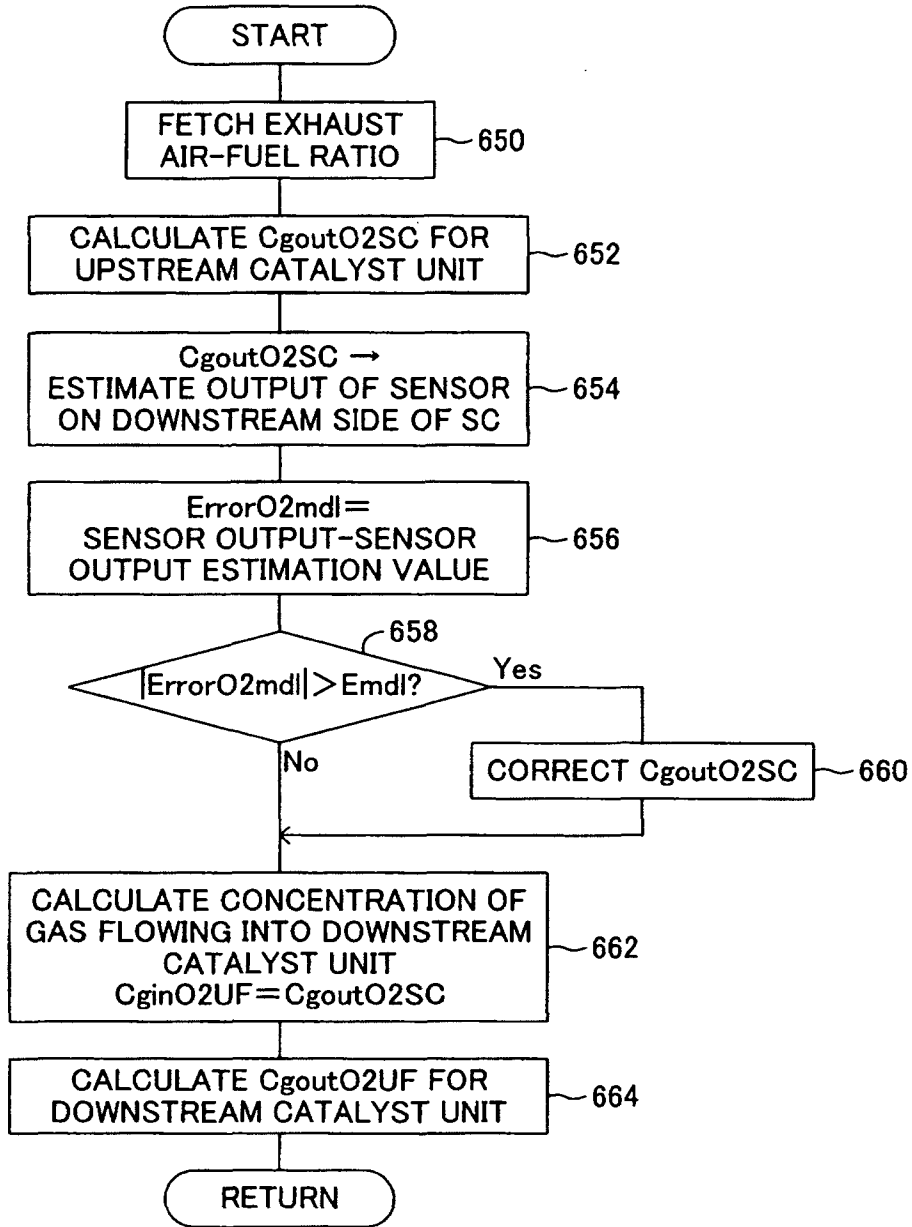 START
FETCH EXHAUST
AIR-FUEL RATIO
650
CALCULATE CgoutO2SC FOR
UPSTREAM CATALYST UNIT
652
CgoutO2SC →
ESTIMATE OUTPUT OF SENSOR
ON DOWNSTREAM SIDE OF SC
654
ErrorO2mdl=
SENSOR OUTPUT-SENSOR
OUTPUT ESTIMATION VALUE
656
658
|ErrorO2mdl|>Emdl?
Yes
No
CORRECT CgoutO2SC
660
CALCULATE CONCENTRATION OF
GAS FLOWING INTO DOWNSTREAM
CATALYST UNIT
CginO2UF=CgoutO2SC
662
CALCULATE CgoutO2UF FOR
DOWNSTREAM CATALYST UNIT
664
RETURN